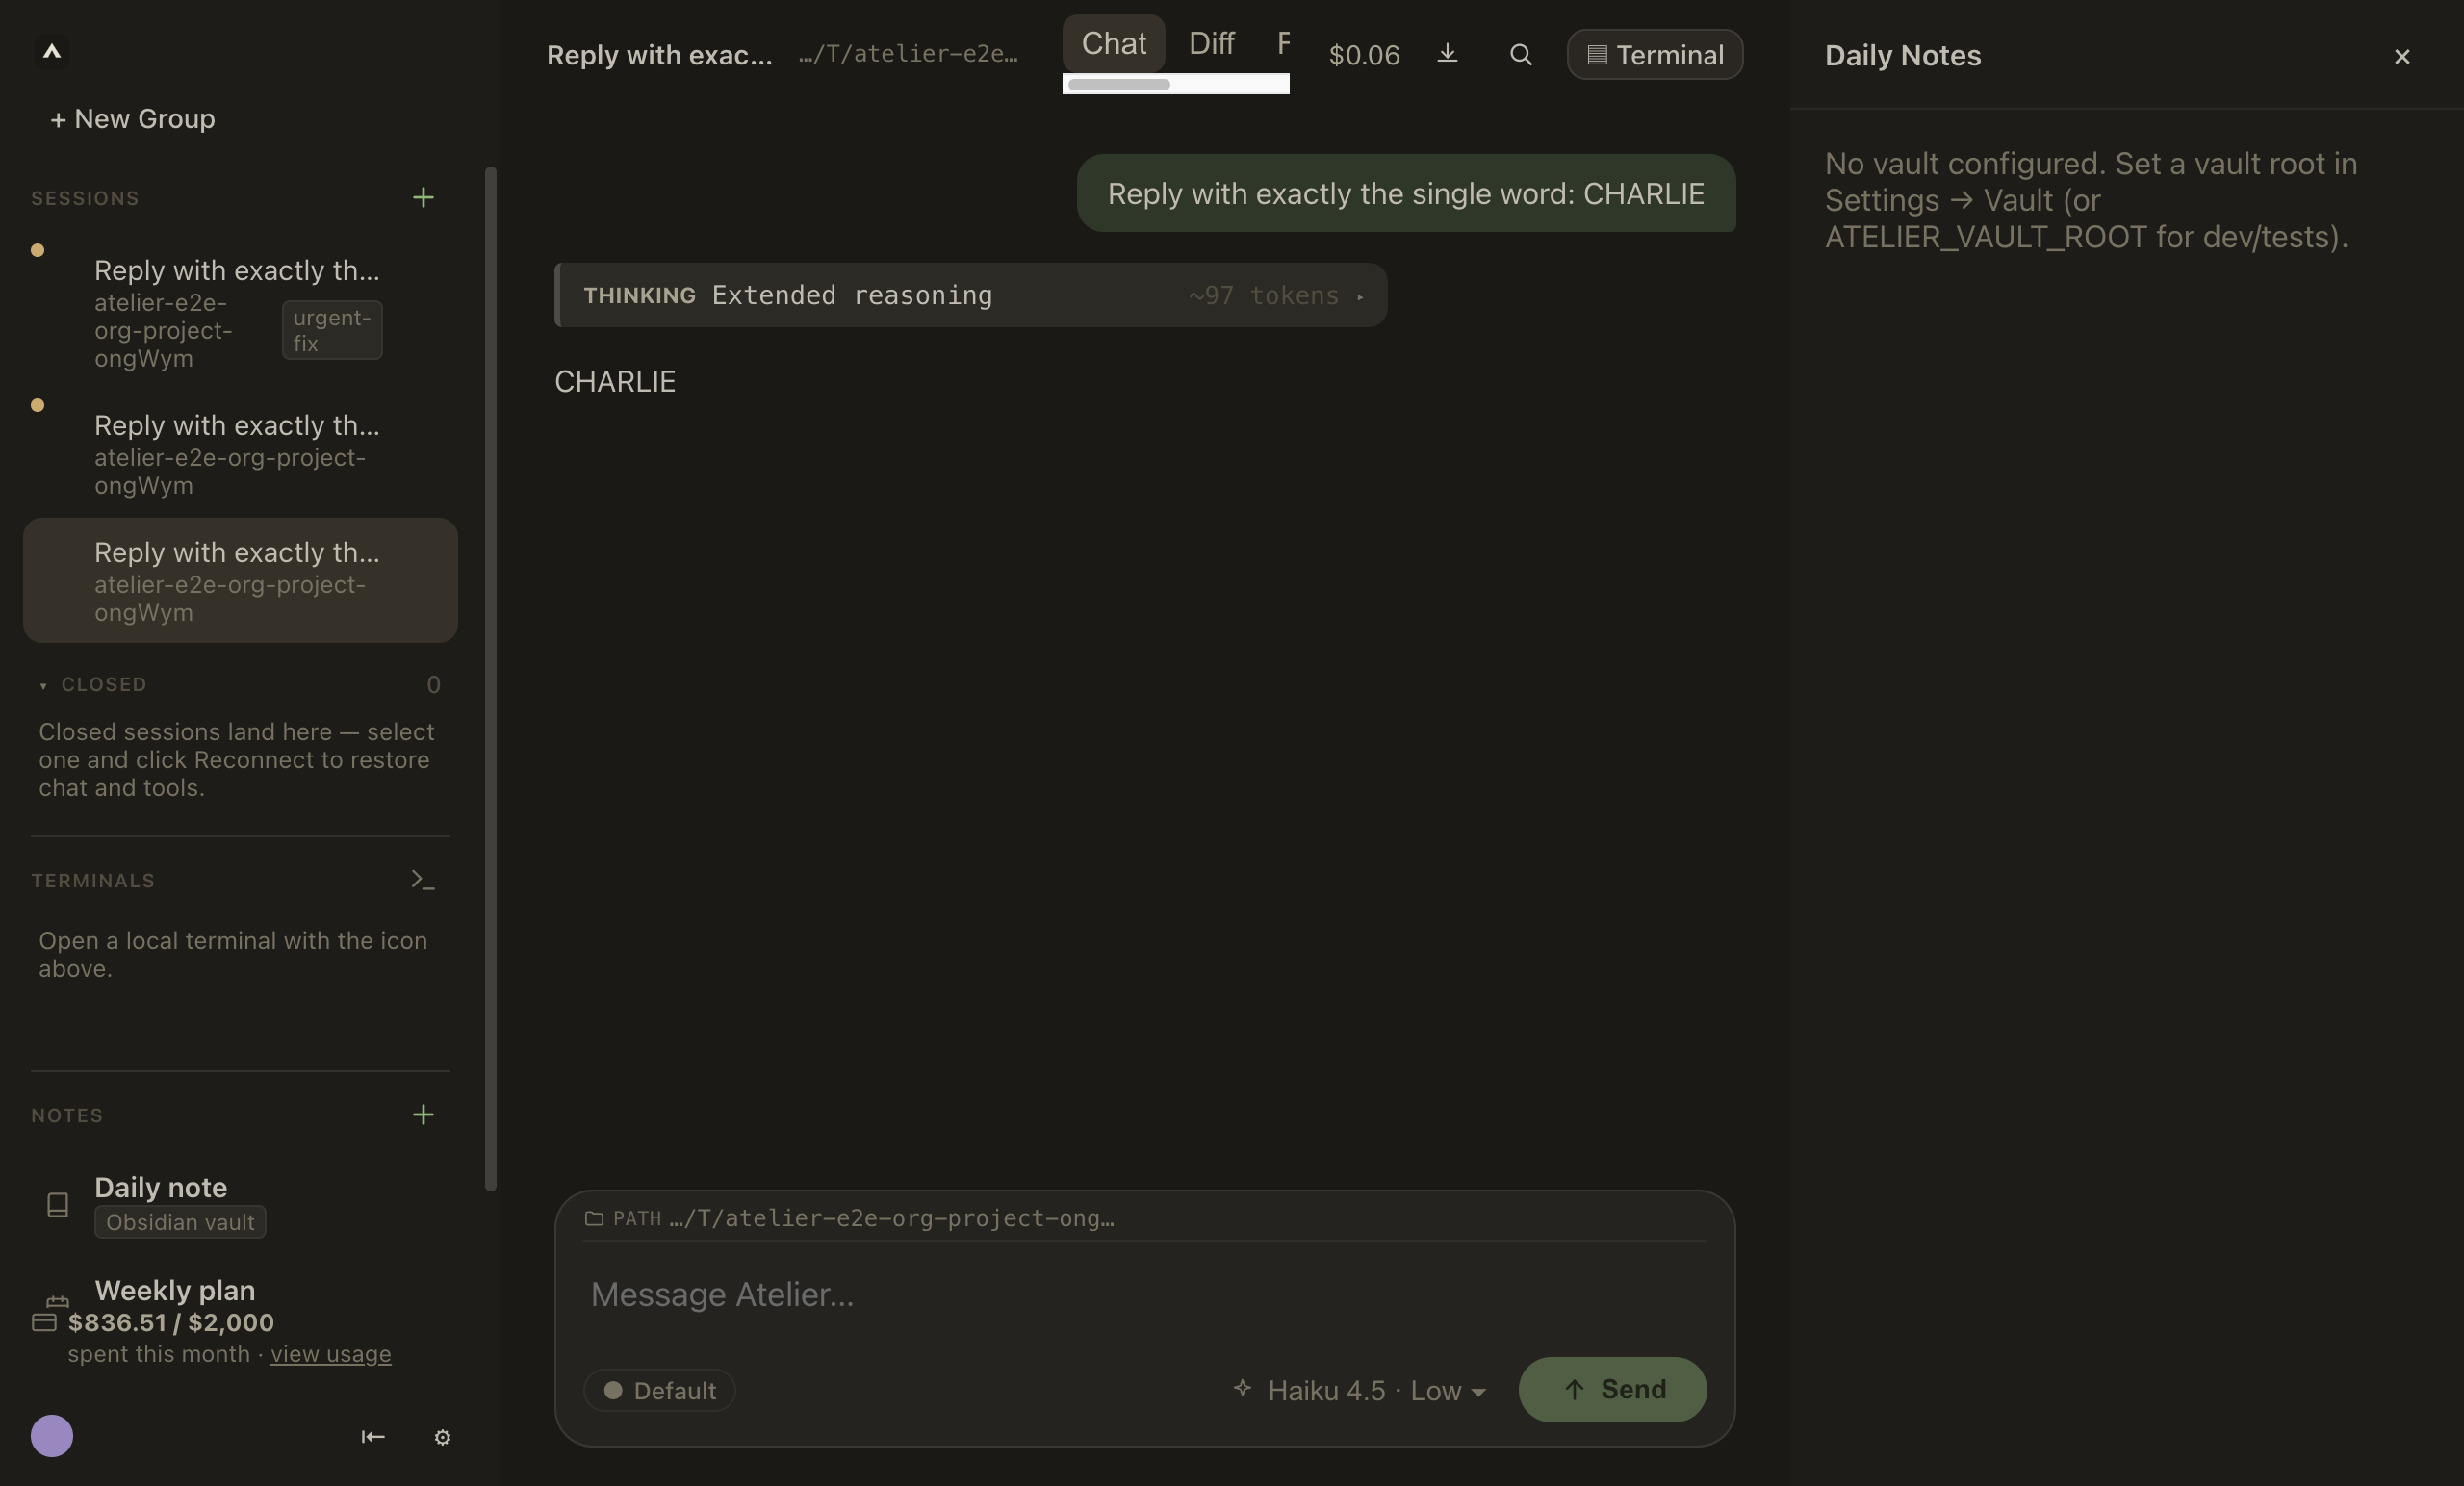 + New Group
SESSIONS
Reply with exactly th...
atelier-e2e-
org-project-
ongWym
urgent-
fix
Reply with exactly th...
atelier-e2e-org-project-
ongWym
Reply with exactly th...
atelier-e2e-org-project-
ongWym
CLOSED 0
Closed sessions land here — select
one and click Reconnect to restore
chat and tools.
TERMINALS
Open a local terminal with the icon
above.
NOTES
Daily note
Obsidian vault
Weekly plan
$836.51 / $2,000
spent this month · view usage
Reply with exac... …/T/atelier-e2e… Chat Diff F $0.06 Terminal
Reply with exactly the single word: CHARLIE
THINKING Extended reasoning ~97 tokens
CHARLIE
PATH …/T/atelier-e2e-org-project-ong…
Message Atelier...
Default Haiku 4.5 · Low Send
Daily Notes
No vault configured. Set a vault root in
Settings → Vault (or
ATELIER_VAULT_ROOT for dev/tests).